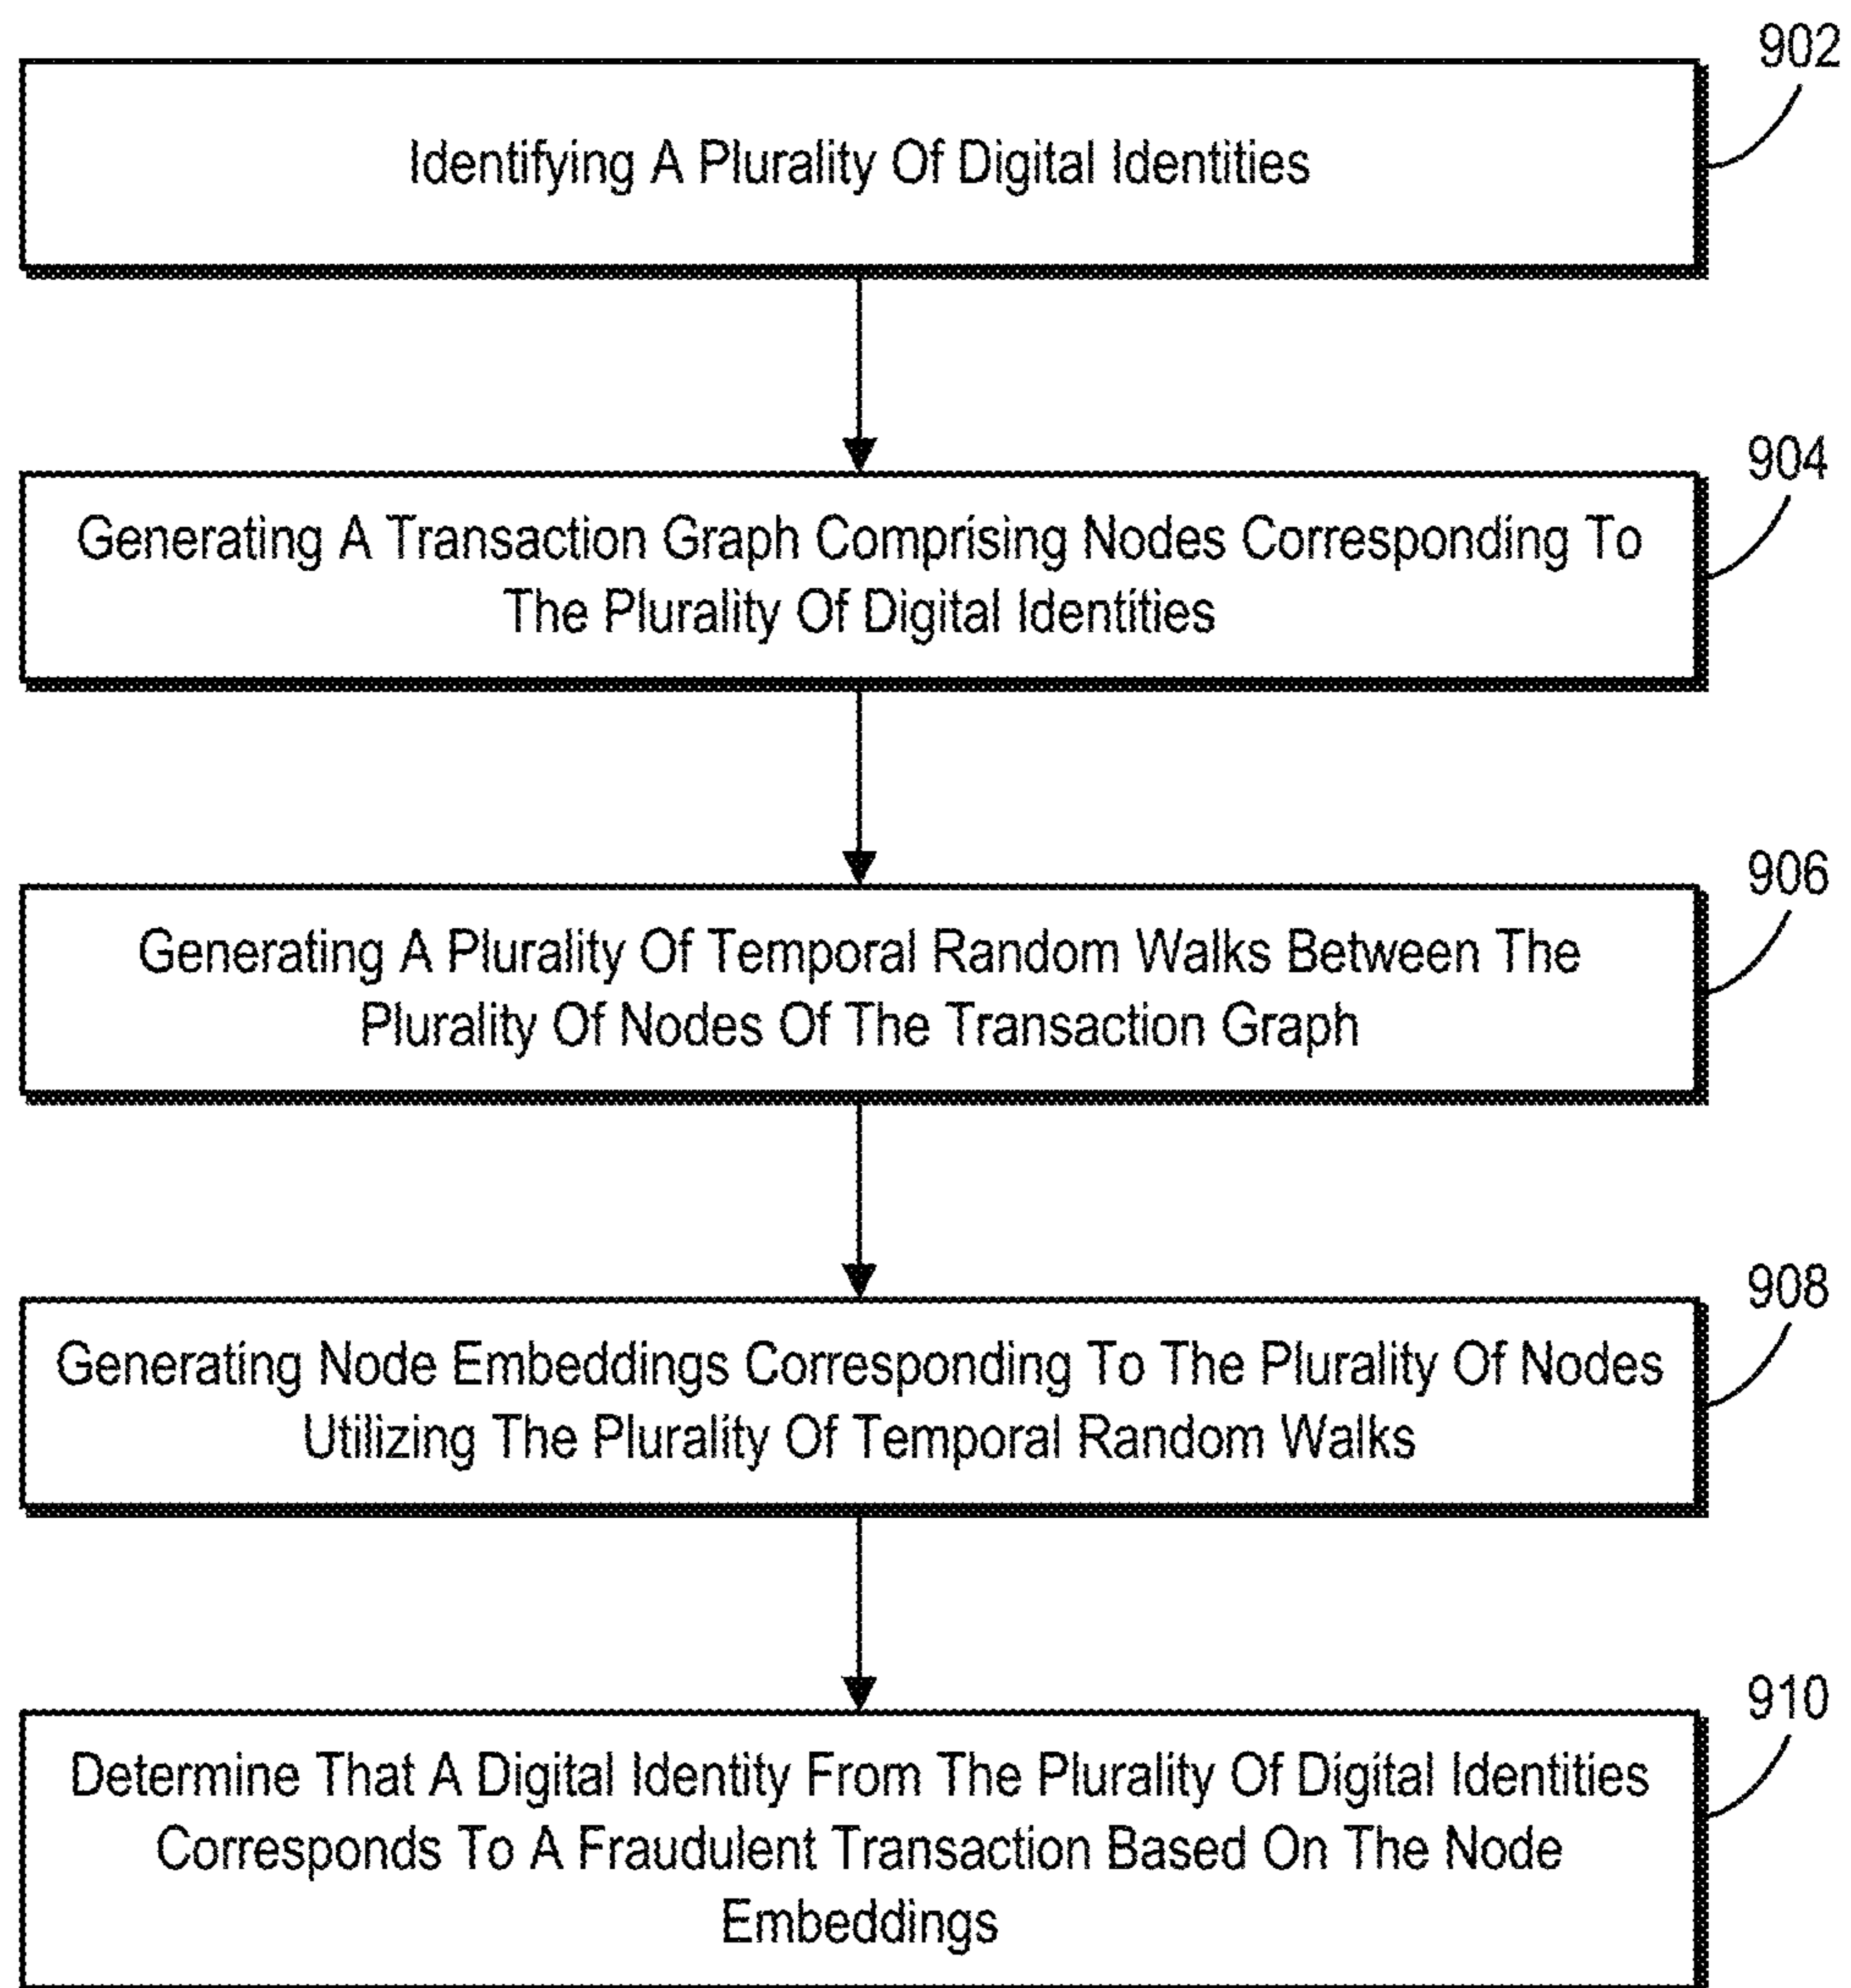 902
Identifying A Plurality Of Digital Identities
904
Generating A Transaction Graph Comprising Nodes Corresponding To
The Plurality Of Digital Identities
906
Generating A Plurality Of Temporal Random Walks Between The
Plurality Of Nodes Of The Transaction Graph
908
Generating Node Embeddings Corresponding To The Plurality Of Nodes
Utilizing The Plurality Of Temporal Random Walks
910
Determine That A Digital Identity From The Plurality Of Digital Identities
Corresponds To A Fraudulent Transaction Based On The Node
Embeddings